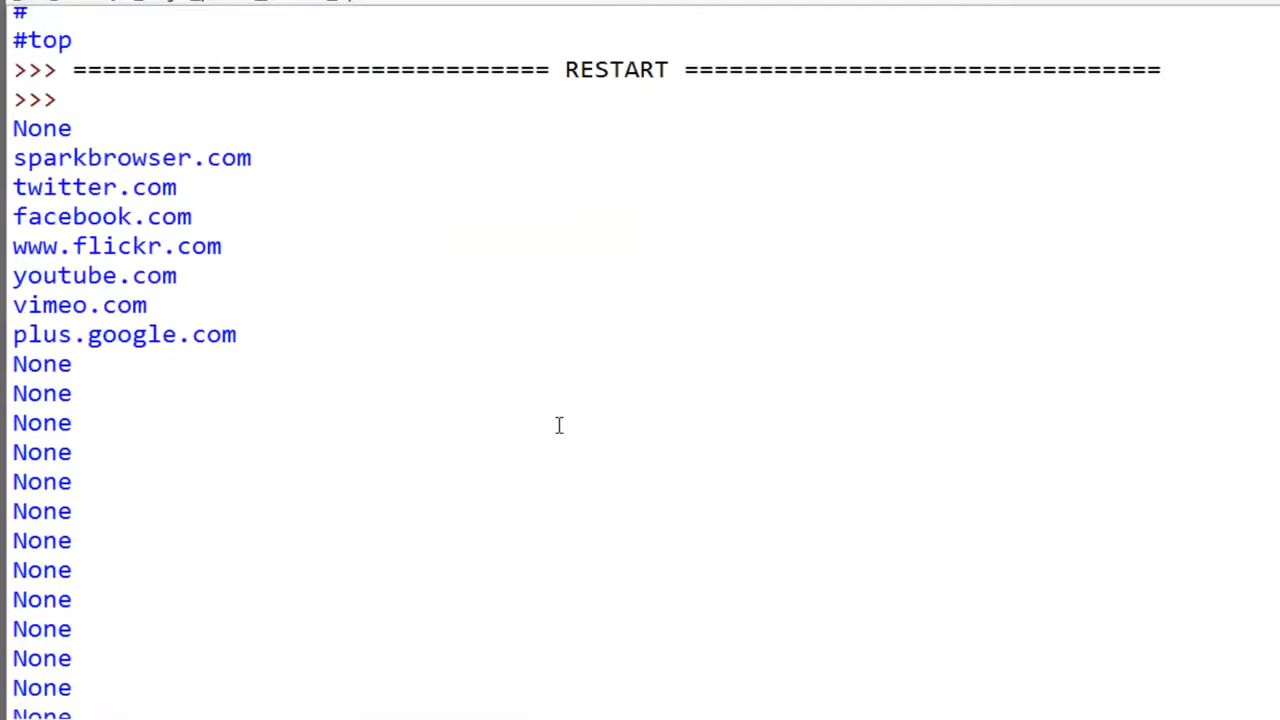 #
#top
>>> ================================ RESTART ================================
>>>
None
sparkbrowser.com
twitter.com
facebook.com
www.flickr.com
youtube.com
vimeo.com
plus.google.com
None
None
None
None
None
None
None
None
None
None
None
None
None